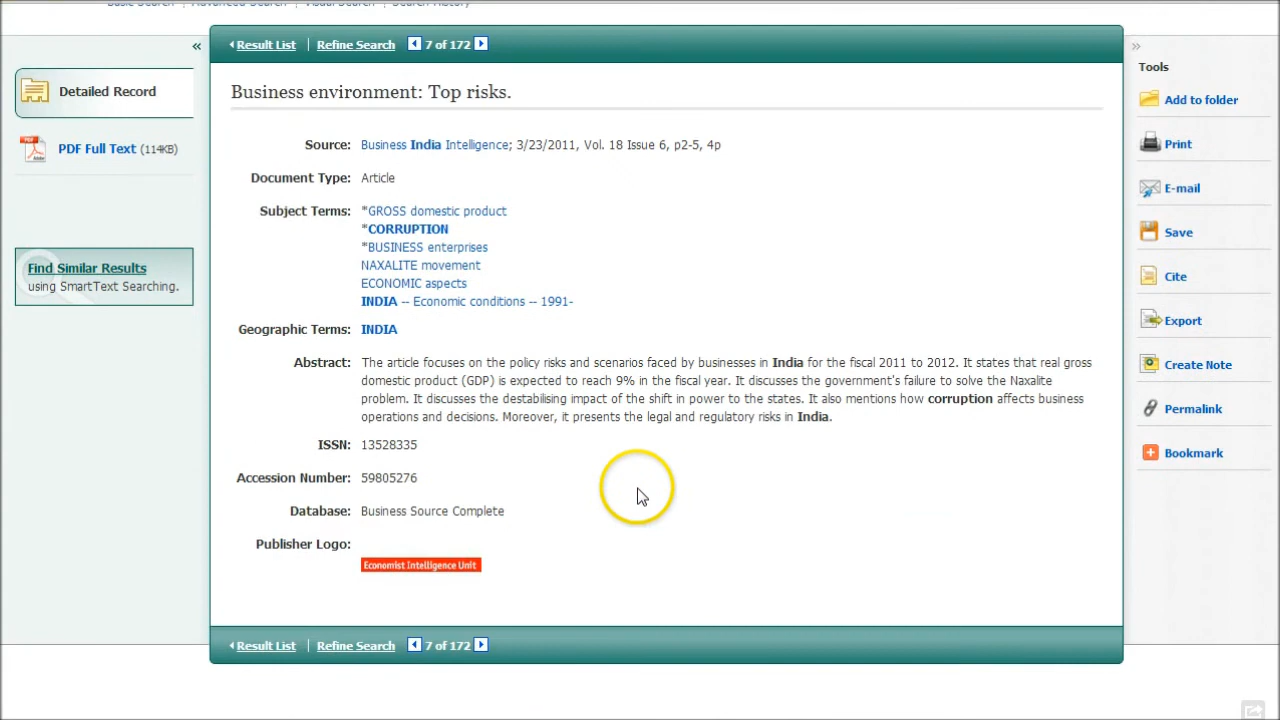 Basic Search | Advanced Search | Visual Search | Search History
«
Detailed Record
PDF Full Text (114KB)
Find Similar Results
using SmartText Searching.
Result List | Refine Search 7 of 172
Business environment: Top risks.
Source: Business India Intelligence; 3/23/2011, Vol. 18 Issue 6, p2-5, 4p
Document Type: Article
Subject Terms: *GROSS domestic product
*CORRUPTION
*BUSINESS enterprises
NAXALITE movement
ECONOMIC aspects
INDIA -- Economic conditions -- 1991-
Geographic Terms: INDIA
Abstract: The article focuses on the policy risks and scenarios faced by businesses in India for the fiscal 2011 to 2012. It states that real gross
domestic product (GDP) is expected to reach 9% in the fiscal year. It discusses the government's failure to solve the Naxalite
problem. It discusses the destabilising impact of the shift in power to the states. It also mentions how corruption affects business
operations and decisions. Moreover, it presents the legal and regulatory risks in India.
ISSN: 13528335
Accession Number: 59805276
Database: Business Source Complete
Publisher Logo:
Economist Intelligence Unit
Result List | Refine Search 7 of 172
»
Tools
Add to folder
Print
E-mail
Save
Cite
Export
Create Note
Permalink
Bookmark